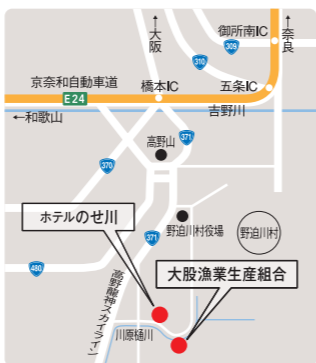 ↑大阪
御所南IC
↑奈良
309
310
京奈和自動車道
橋本IC
五条IC
E24
吉野川
←和歌山
高野山
371
370
ホテルのせ川
371
野迫川村役場
野迫川村
480
大股漁業生産組合
高野龍神スカイライン
川原樋川